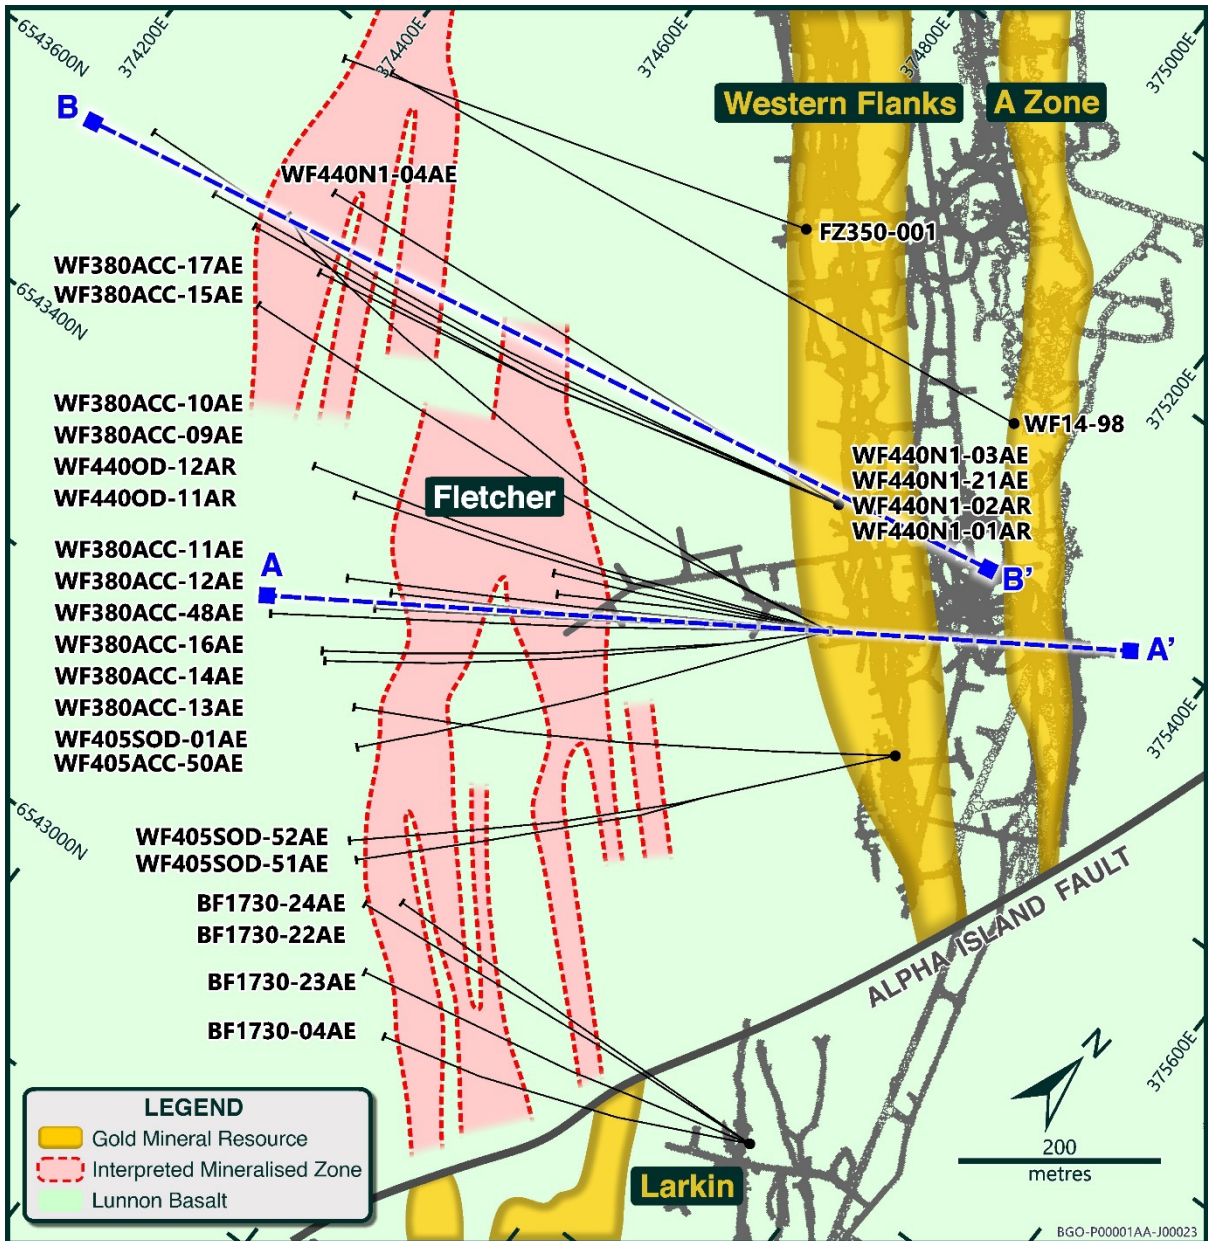 6543600N
374200E
374400E
374600E
374800E
375000E
B
Western Flanks
A Zone
WF440N1-04AE
FZ350-001
WF380ACC-17AE
WF380ACC-15AE
6543400N
375200E
WF380ACC-10AE
WF380ACC-09AE
WF440OD-12AR
WF440OD-11AR
WF14-98
WF440N1-03AE
WF440N1-21AE
WF440N1-02AR
WF440N1-01AR
Fletcher
WF380ACC-11AE
A
WF380ACC-12AE
B’
WF380ACC-48AE
WF380ACC-16AE
A’
WF380ACC-14AE
WF380ACC-13AE
WF405SOD-01AE
WF405ACC-50AE
375400E
6543000N
WF405SOD-52AE
WF405SOD-51AE
BF1730-24AE
BF1730-22AE
ALPHA ISLAND FAULT
BF1730-23AE
BF1730-04AE
375600E
N
LEGEND
Gold Mineral Resource
Interpreted Mineralised Zone
Lunnon Basalt
200
metres
Larkin
BGO-P00001AA-J00023